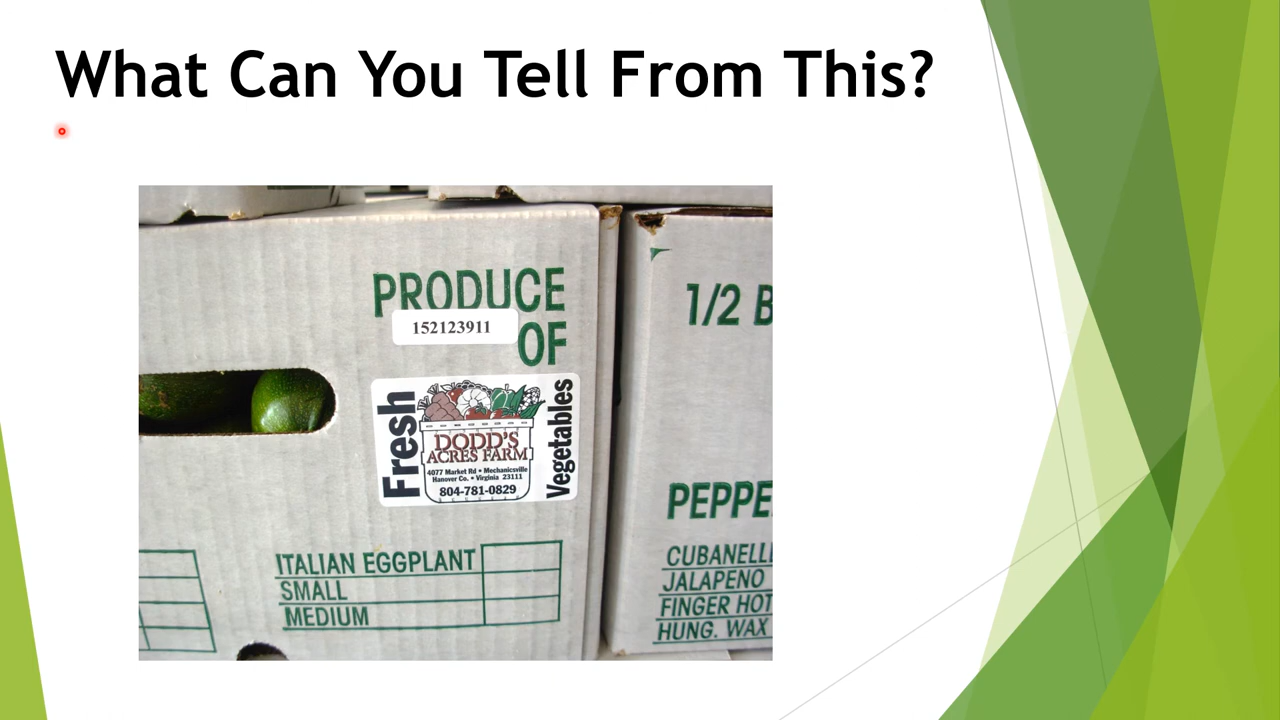 What Can You Tell From This?
PRODUCE
152123911
OF
Fresh
DODD'S
ACRES FARM
4077 Market Rd • Mechanicsville
Hanover Co. • Virginia 23111
804-781-0829
Vegetables
ITALIAN EGGPLANT
SMALL
MEDIUM
1/2 B
PEPPE
CUBANELL
JALAPENO
FINGER HOT
HUNG. WAX